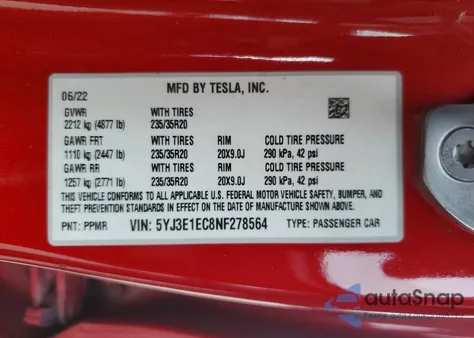 MFD BY TESLA, INC.
06/22
GVWR WITH TIRES
2212 kg (4877 lb) 235/35R20
GAWR FRT WITH TIRES RIM COLD TIRE PRESSURE
1110 kg (2447 lb) 235/35R20 20X9.0J 290 kPa, 42 psi
GAWR RR WITH TIRES RIM COLD TIRE PRESSURE
1257 kg (2771 lb) 235/35R20 20X9.0J 290 kPa, 42 psi
THIS VEHICLE CONFORMS TO ALL APPLICABLE U.S. FEDERAL MOTOR VEHICLE SAFETY, BUMPER, AND
THEFT PREVENTION STANDARDS IN EFFECT ON THE DATE OF MANUFACTURE SHOWN ABOVE.
PNT: PPMR VIN: 5YJ3E1EC8NF278564 TYPE: PASSENGER CAR
autoSnap